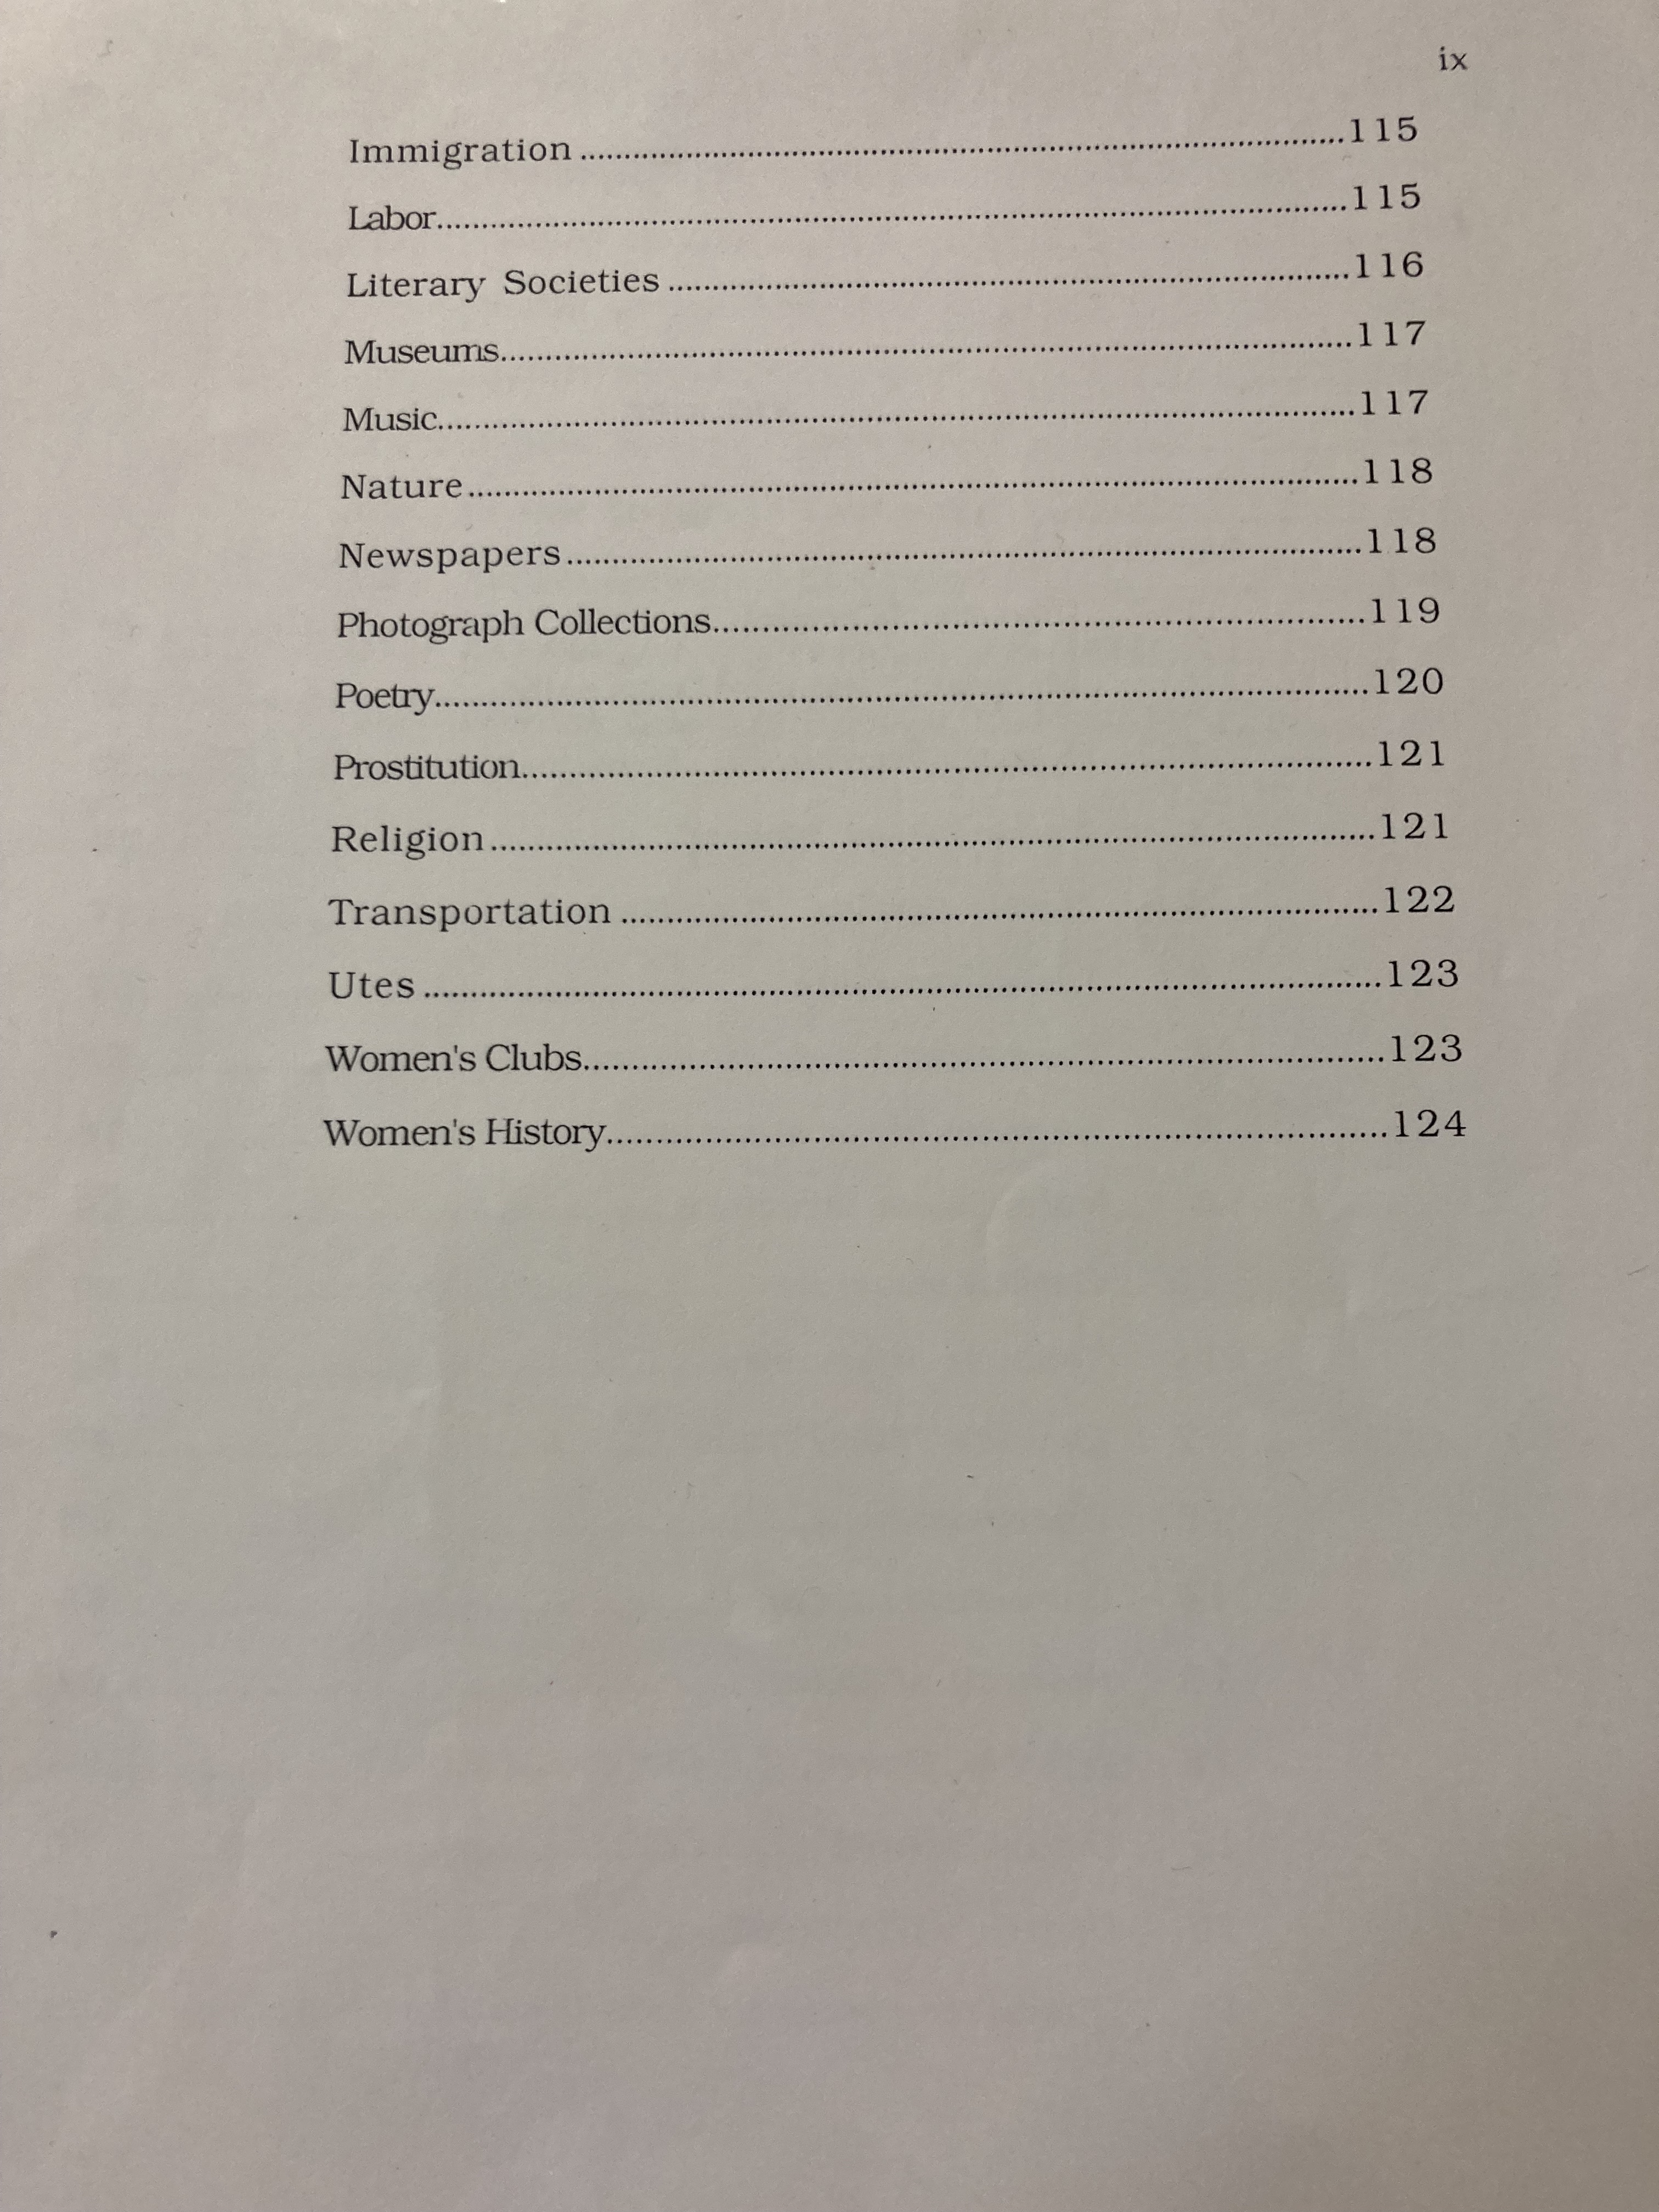 ix
Immigration ........................................................................115
Labor........................................................................115
Literary Societies ........................................................................116
Museums........................................................................117
Music........................................................................117
Nature........................................................................118
Newspapers........................................................................118
Photograph Collections........................................................................119
Poetry........................................................................120
Prostitution........................................................................121
Religion........................................................................121
Transportation ........................................................................122
Utes ........................................................................123
Women's Clubs........................................................................123
Women's History........................................................................124